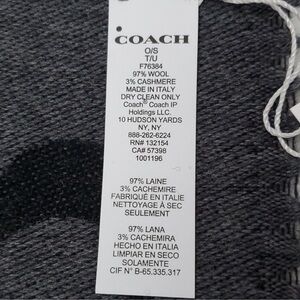 COACH
O/S
T/U
F76384
97% WOOL
3% CASHMERE
MADE IN ITALY
DRY CLEAN ONLY
Coach® Coach IP
Holdings LLC.
10 HUDSON YARDS
NY, NY
888-262-6224
RN# 132154
CA# 57398
1001196
97% LAINE
3% CACHEMIRE
FABRIQUÉ EN ITALIE
NETTOYAGE À SEC
SEULEMENT
97% LANA
3% CACHEMIRA
HECHO EN ITALIA
LIMPIAR EN SECO
SOLAMENTE
CIF N° B-65.335.317